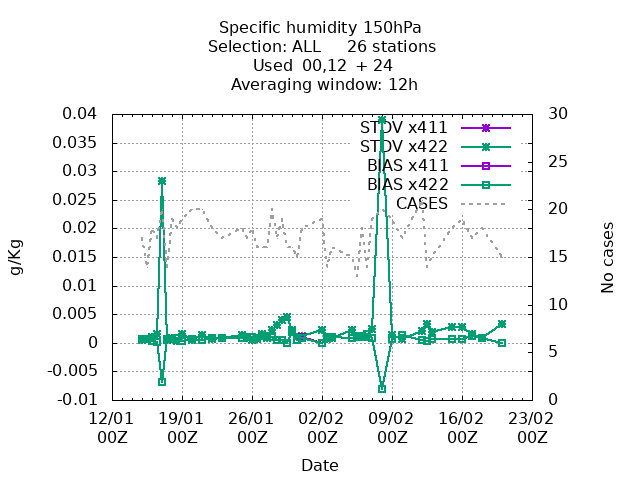 Specific humidity 150hPa
Selection: ALL     26 stations
Used  00,12  + 24
Averaging window: 12h
0.04
0.035
0.03
0.025
0.02
0.015
0.01
0.005
0
-0.005
-0.01
30
25
20
15
10
5
0
STDV x411
STDV x422
BIAS x411
BIAS x422
CASES
g/Kg
No cases
12/01 19/01 26/01 02/02 09/02 16/02 23/02
00Z 00Z 00Z 00Z 00Z 00Z 00Z
Date